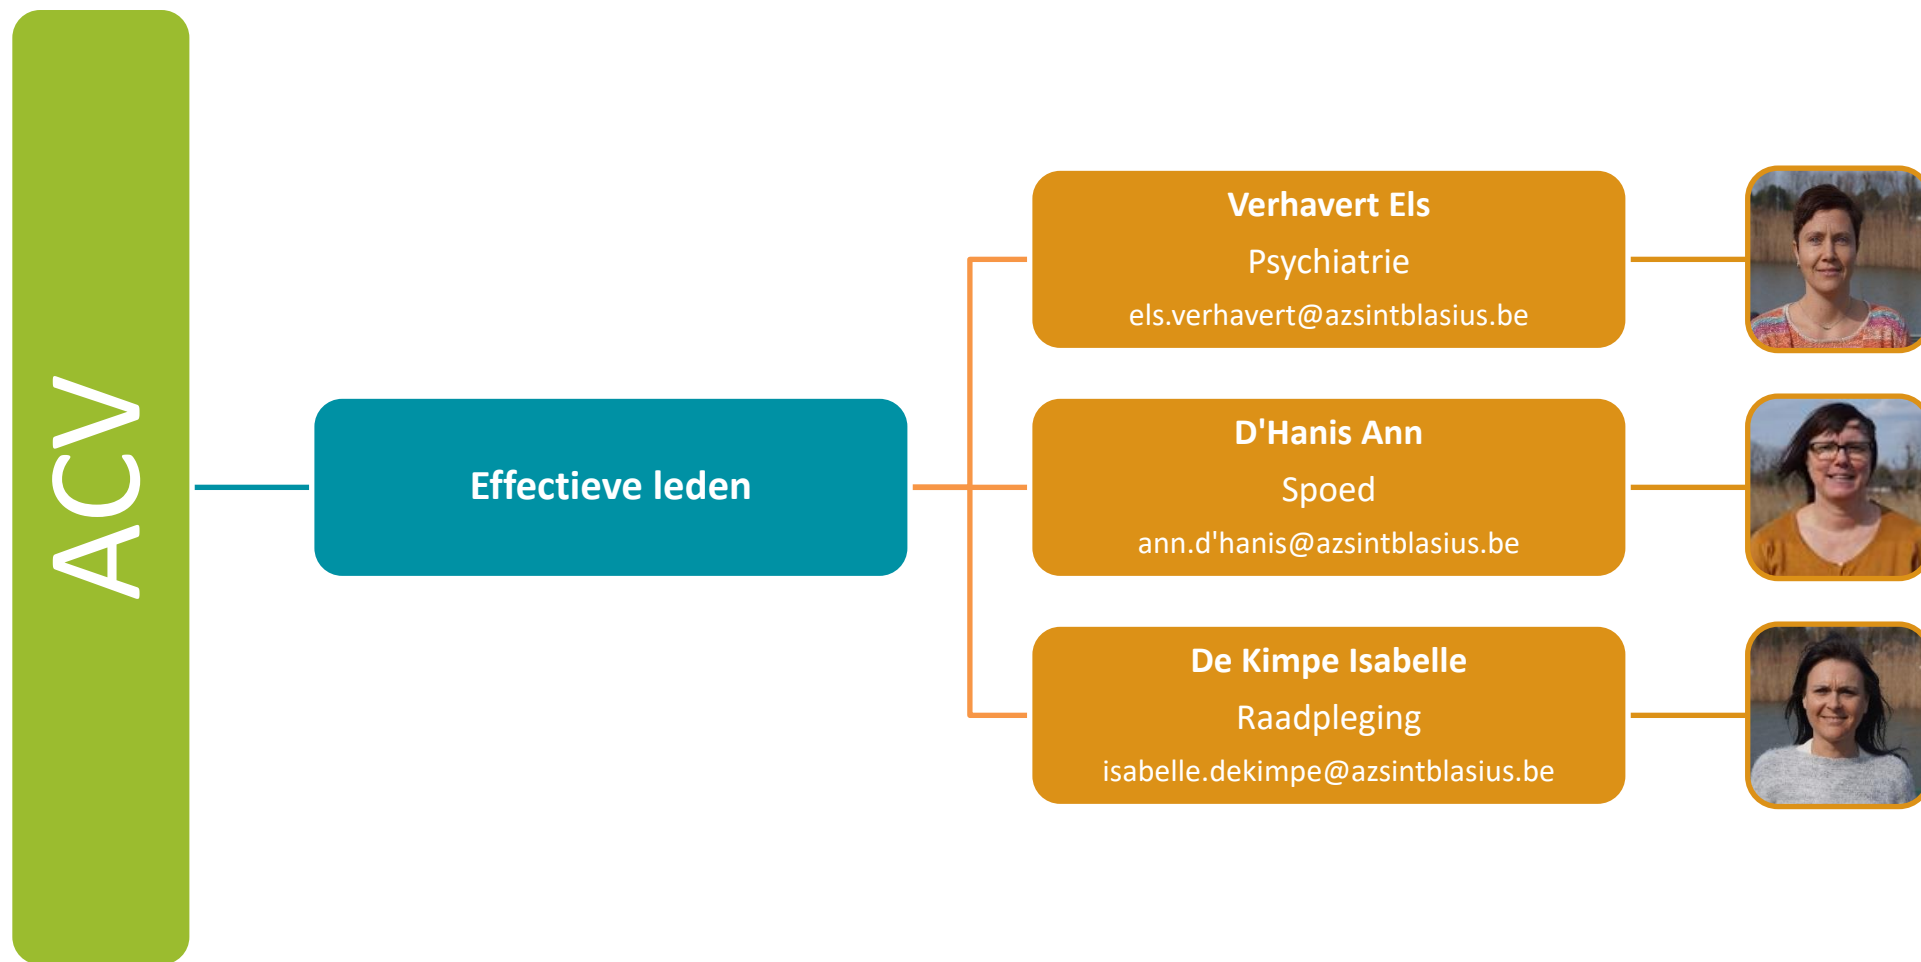 ACV
Effectieve leden
Verhavert Els
Psychiatrie
els.verhavert@azsintblasius.be
D'Hanis Ann
Spoed
ann.d'hanis@azsintblasius.be
De Kimpe Isabelle
Raadpleging
isabelle.dekimpe@azsintblasius.be